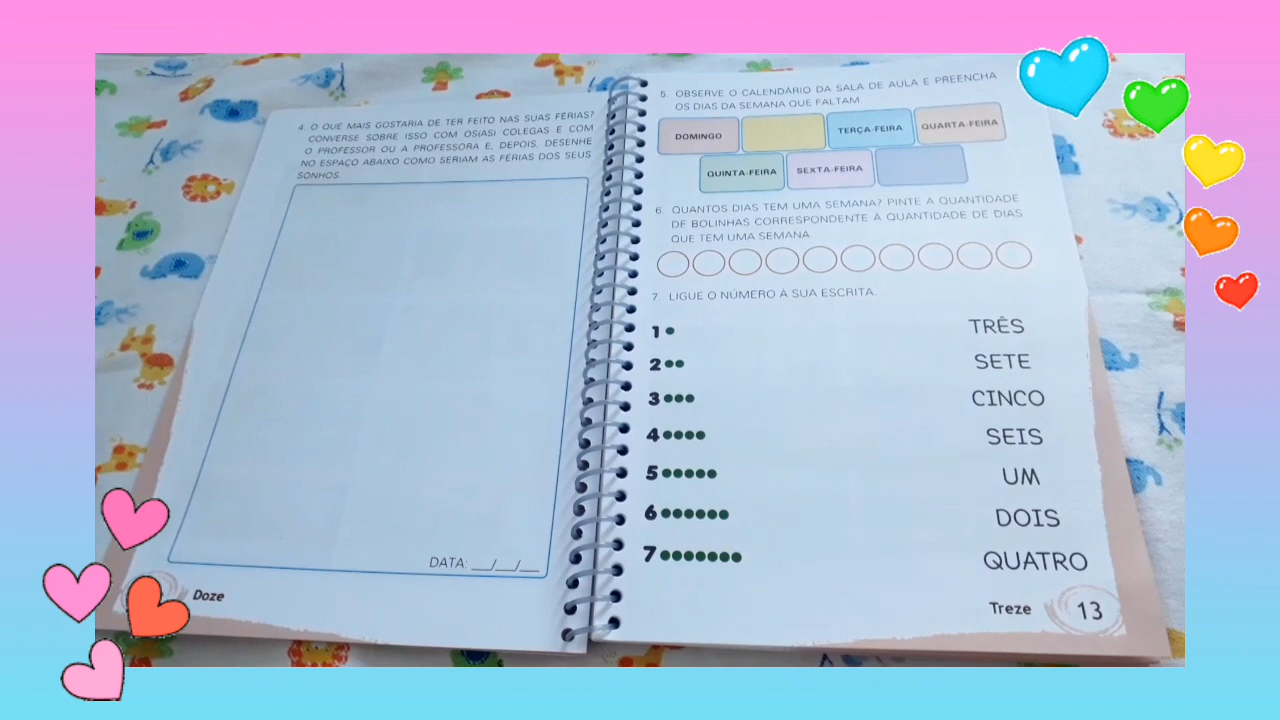 4. O QUE MAIS GOSTARIA DE TER FEITO NAS SUAS FÉRIAS?
CONVERSE SOBRE ISSO COM OS(AS) COLEGAS E COM
O PROFESSOR OU A PROFESSORA E, DEPOIS, DESENHE
NO ESPAÇO ABAIXO COMO SERIAM AS FÉRIAS DOS SEUS
SONHOS.
DATA: __/__/__
Doze
5. OBSERVE O CALENDÁRIO DA SALA DE AULA E PREENCHA
OS DIAS DA SEMANA QUE FALTAM.
DOMINGO
TERÇA-FEIRA
QUARTA-FEIRA
QUINTA-FEIRA
SEXTA-FEIRA
6. QUANTOS DIAS TEM UMA SEMANA? PINTE A QUANTIDADE
DE BOLINHAS CORRESPONDENTE À QUANTIDADE DE DIAS
QUE TEM UMA SEMANA.
7. LIGUE O NÚMERO À SUA ESCRITA.
1 TRÊS
2 SETE
3 CINCO
4 SEIS
5 UM
6 DOIS
7 QUATRO
Treze 13